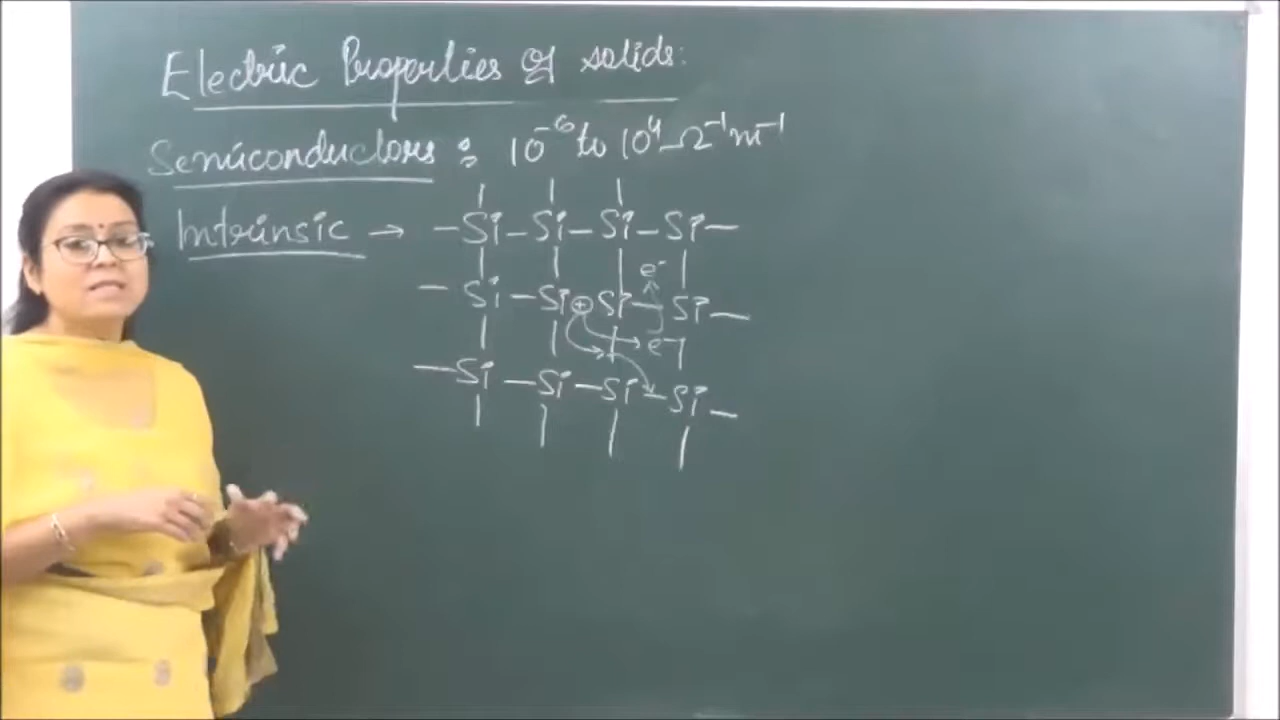 Electric Properties of solids:
Semiconductors : 10⁻⁶ to 10⁴ Ω⁻¹m⁻¹
Intrinsic → -Si-Si-Si-Si-
e⁻
-Si-Si⊕Si-Si-
e⁻
-Si-Si-Si-Si-